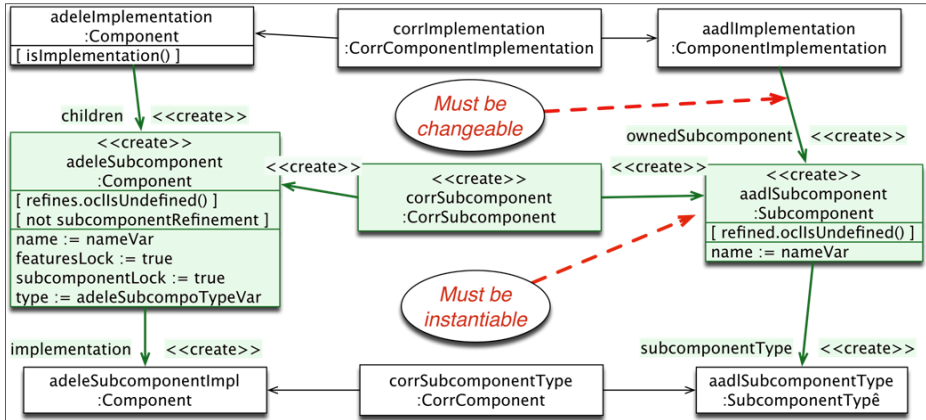 adeleImplementation
:Component
[ isImplementation() ]
corrImplementation
:CorrComponentImplementation
aadlImplementation
:ComponentImplementation
children <<create>>
Must be
changeable
ownedSubcomponent <<create>>
<<create>>
adeleSubcomponent
:Component
[ refines.oclIsUndefined() ]
[ not subcomponentRefinement ]
name := nameVar
featuresLock := true
subcomponentLock := true
type := adeleSubcompoTypeVar
<<create>>
<<create>>
corrSubcomponent
:CorrSubcomponent
<<create>>
<<create>>
aadlSubcomponent
:Subcomponent
[ refined.oclIsUndefined() ]
name := nameVar
Must be
instantiable
implementation <<create>>
subcomponentType <<create>>
adeleSubcomponentImpl
:Component
corrSubcomponentType
:CorrComponent
aadlSubcomponentType
:SubcomponentTypê